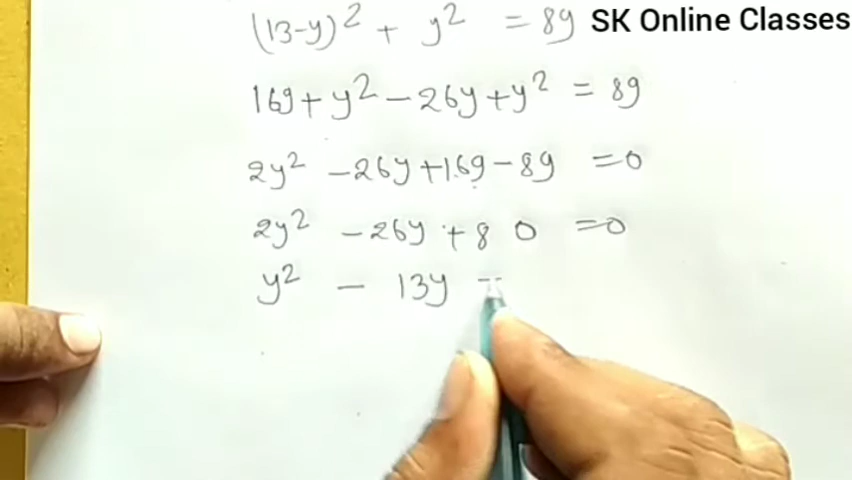 (13-y)² + y² = 89 SK Online Classes
169+y²-26y+y² = 89
2y² -26y+169-89 =0
2y² -26y +80 =0
y² - 13y